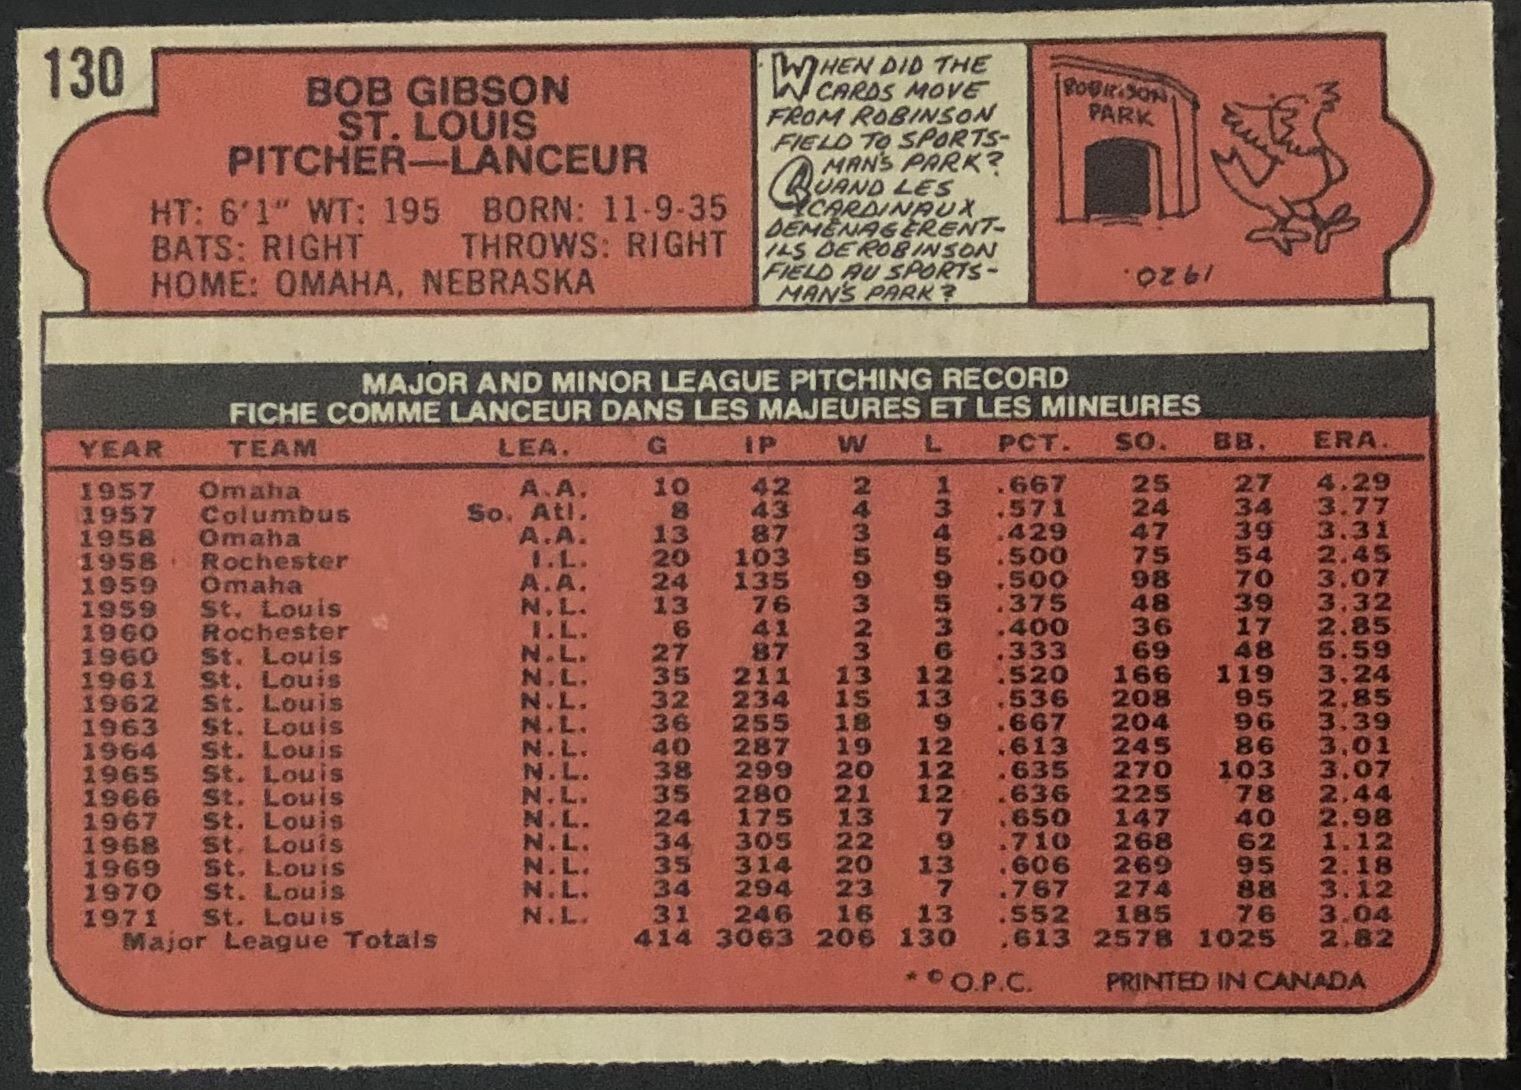 130
BOB GIBSON
ST. LOUIS
PITCHER—LANCEUR
HT: 6'1" WT: 195 BORN: 11-9-35
BATS: RIGHT THROWS: RIGHT
HOME: OMAHA, NEBRASKA
WHEN DID THE
CARDS MOVE
FROM ROBINSON
FIELD TO SPORTS-
MAN'S PARK?
QUAND LES
CARDINAUX
DEMÉNAGÈRENT-
ILS DE ROBINSON
FIELD AU SPORTS-
MAN'S PARK?
ROBINSON
PARK
1920.
MAJOR AND MINOR LEAGUE PITCHING RECORD
FICHE COMME LANCEUR DANS LES MAJEURES ET LES MINEURES
YEAR TEAM LEA. G IP W L PCT. SO. BB. ERA.
1957 Omaha A.A. 10 42 2 1 .667 25 27 4.29
1957 Columbus So. Atl. 8 43 4 3 .571 24 34 3.77
1958 Omaha A.A. 13 87 3 4 .429 47 39 3.31
1958 Rochester I.L. 20 103 5 5 .500 75 54 2.45
1959 Omaha A.A. 24 135 9 9 .500 98 70 3.07
1959 St. Louis N.L. 13 76 3 5 .375 48 39 3.32
1960 Rochester I.L. 6 41 2 3 .400 36 17 2.85
1960 St. Louis N.L. 27 87 3 6 .333 69 48 5.59
1961 St. Louis N.L. 35 211 13 12 .520 166 119 3.24
1962 St. Louis N.L. 32 234 15 13 .536 208 95 2.85
1963 St. Louis N.L. 36 255 18 9 .667 204 96 3.39
1964 St. Louis N.L. 40 287 19 12 .613 245 86 3.01
1965 St. Louis N.L. 38 299 20 12 .635 270 103 3.07
1966 St. Louis N.L. 35 280 21 12 .636 225 78 2.44
1967 St. Louis N.L. 24 175 13 7 .650 147 40 2.98
1968 St. Louis N.L. 34 305 22 9 .710 268 62 1.12
1969 St. Louis N.L. 35 314 20 13 .606 269 95 2.18
1970 St. Louis N.L. 34 294 23 7 .767 274 88 3.12
1971 St. Louis N.L. 31 246 16 13 .552 185 76 3.04
Major League Totals 414 3063 206 130 .613 2578 1025 2.82
* © O.P.C. PRINTED IN CANADA